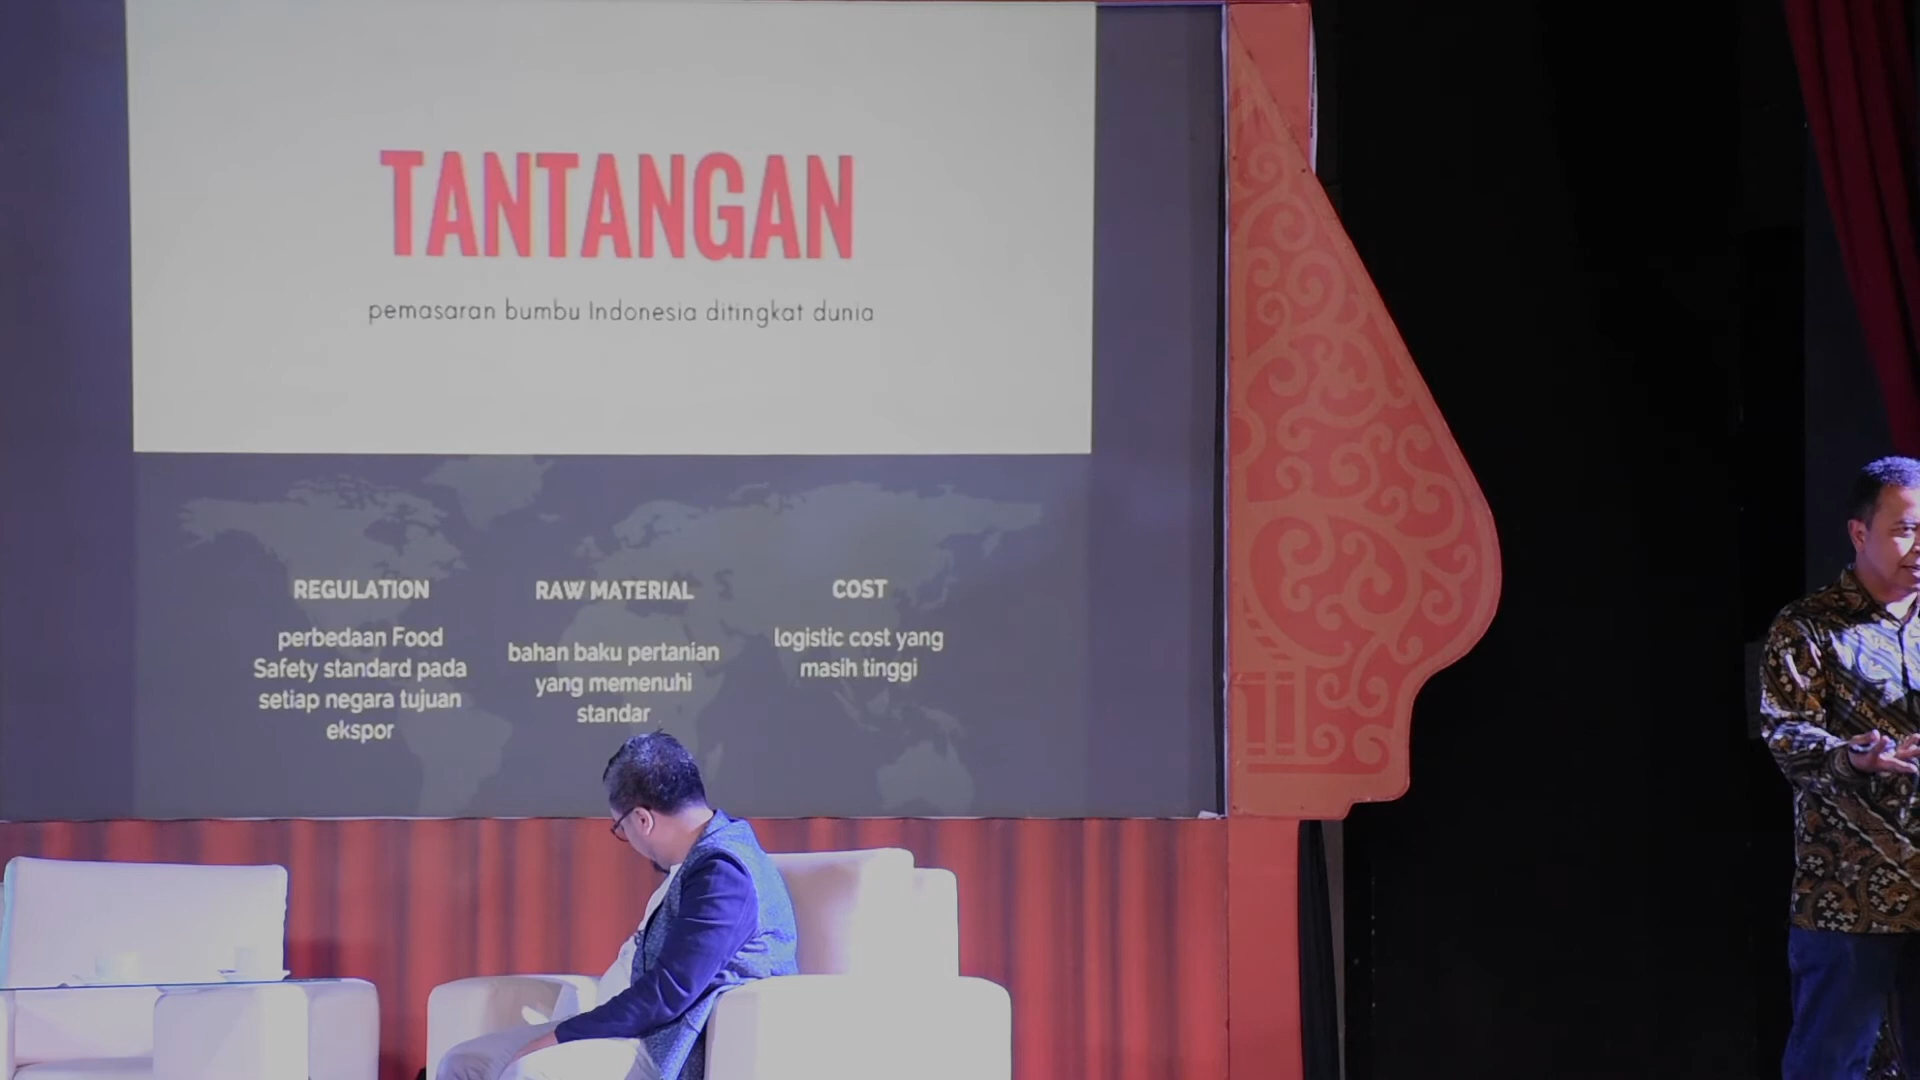 TANTANGAN
pemasaran bumbu Indonesia ditingkat dunia
REGULATION
perbedaan Food
Safety standard pada
setiap negara tujuan
ekspor
RAW MATERIAL
bahan baku pertanian
yang memenuhi
standar
COST
logistic cost yang
masih tinggi